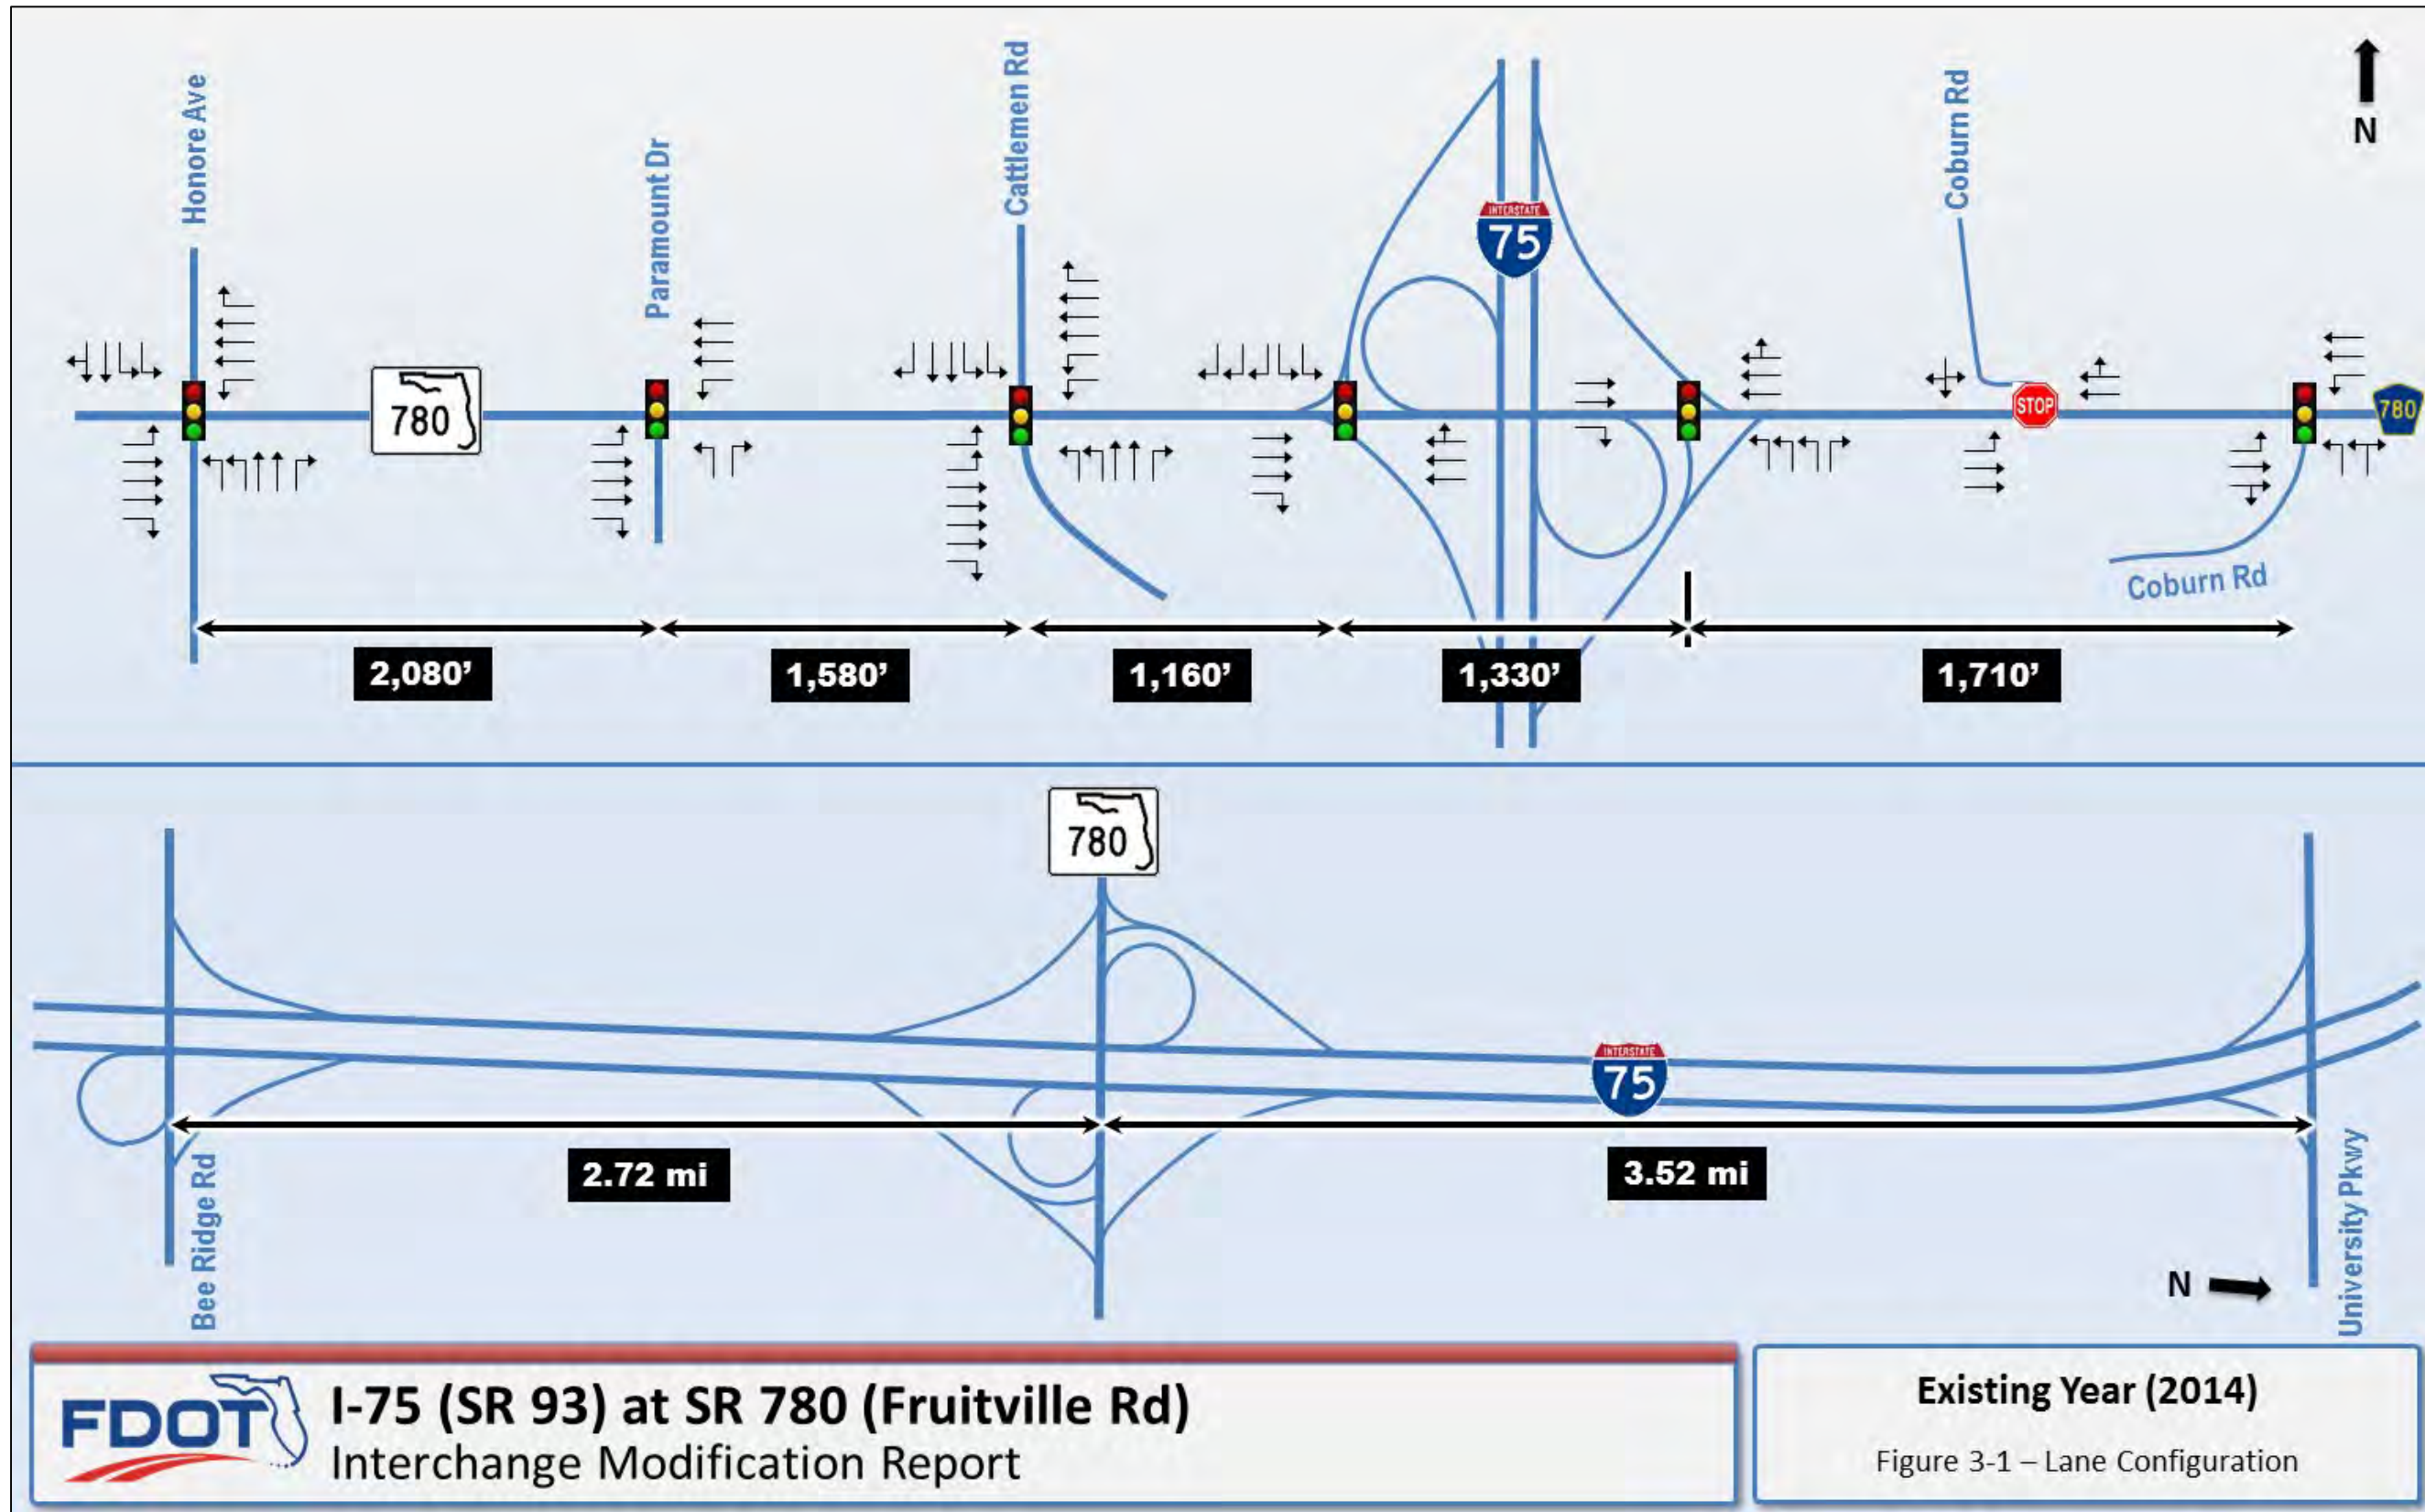 Honore Ave
Paramount Dr
Cattlemen Rd
Coburn Rd
N
INTERSTATE
75
780
STOP
780
Coburn Rd
2,080’
1,580’
1,160’
1,330’
1,710’
780
INTERSTATE
75
2.72 mi
3.52 mi
Bee Ridge Rd
University Pkwy
N
FDOT
I-75 (SR 93) at SR 780 (Fruitville Rd)
Interchange Modification Report
Existing Year (2014)
Figure 3-1 – Lane Configuration